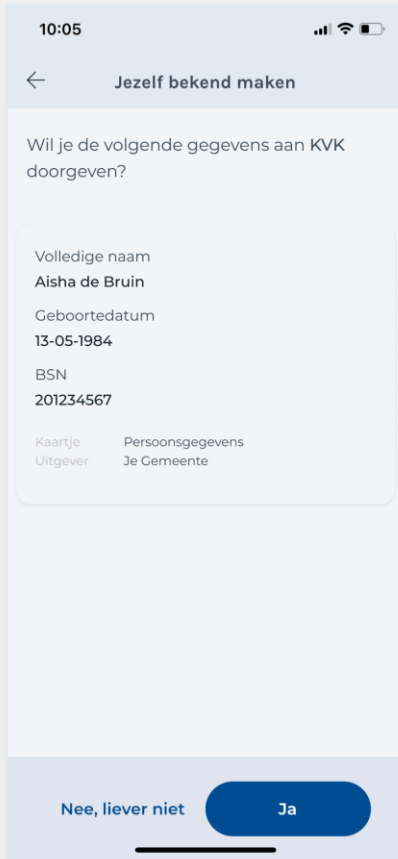 10:05
Jezelf bekend maken
Wil je de volgende gegevens aan KVK
doorgeven?
Volledige naam
Aisha de Bruin
Geboortedatum
13-05-1984
BSN
201234567
Kaartje Persoonsgegevens
Uitgever Je Gemeente
Nee, liever niet Ja